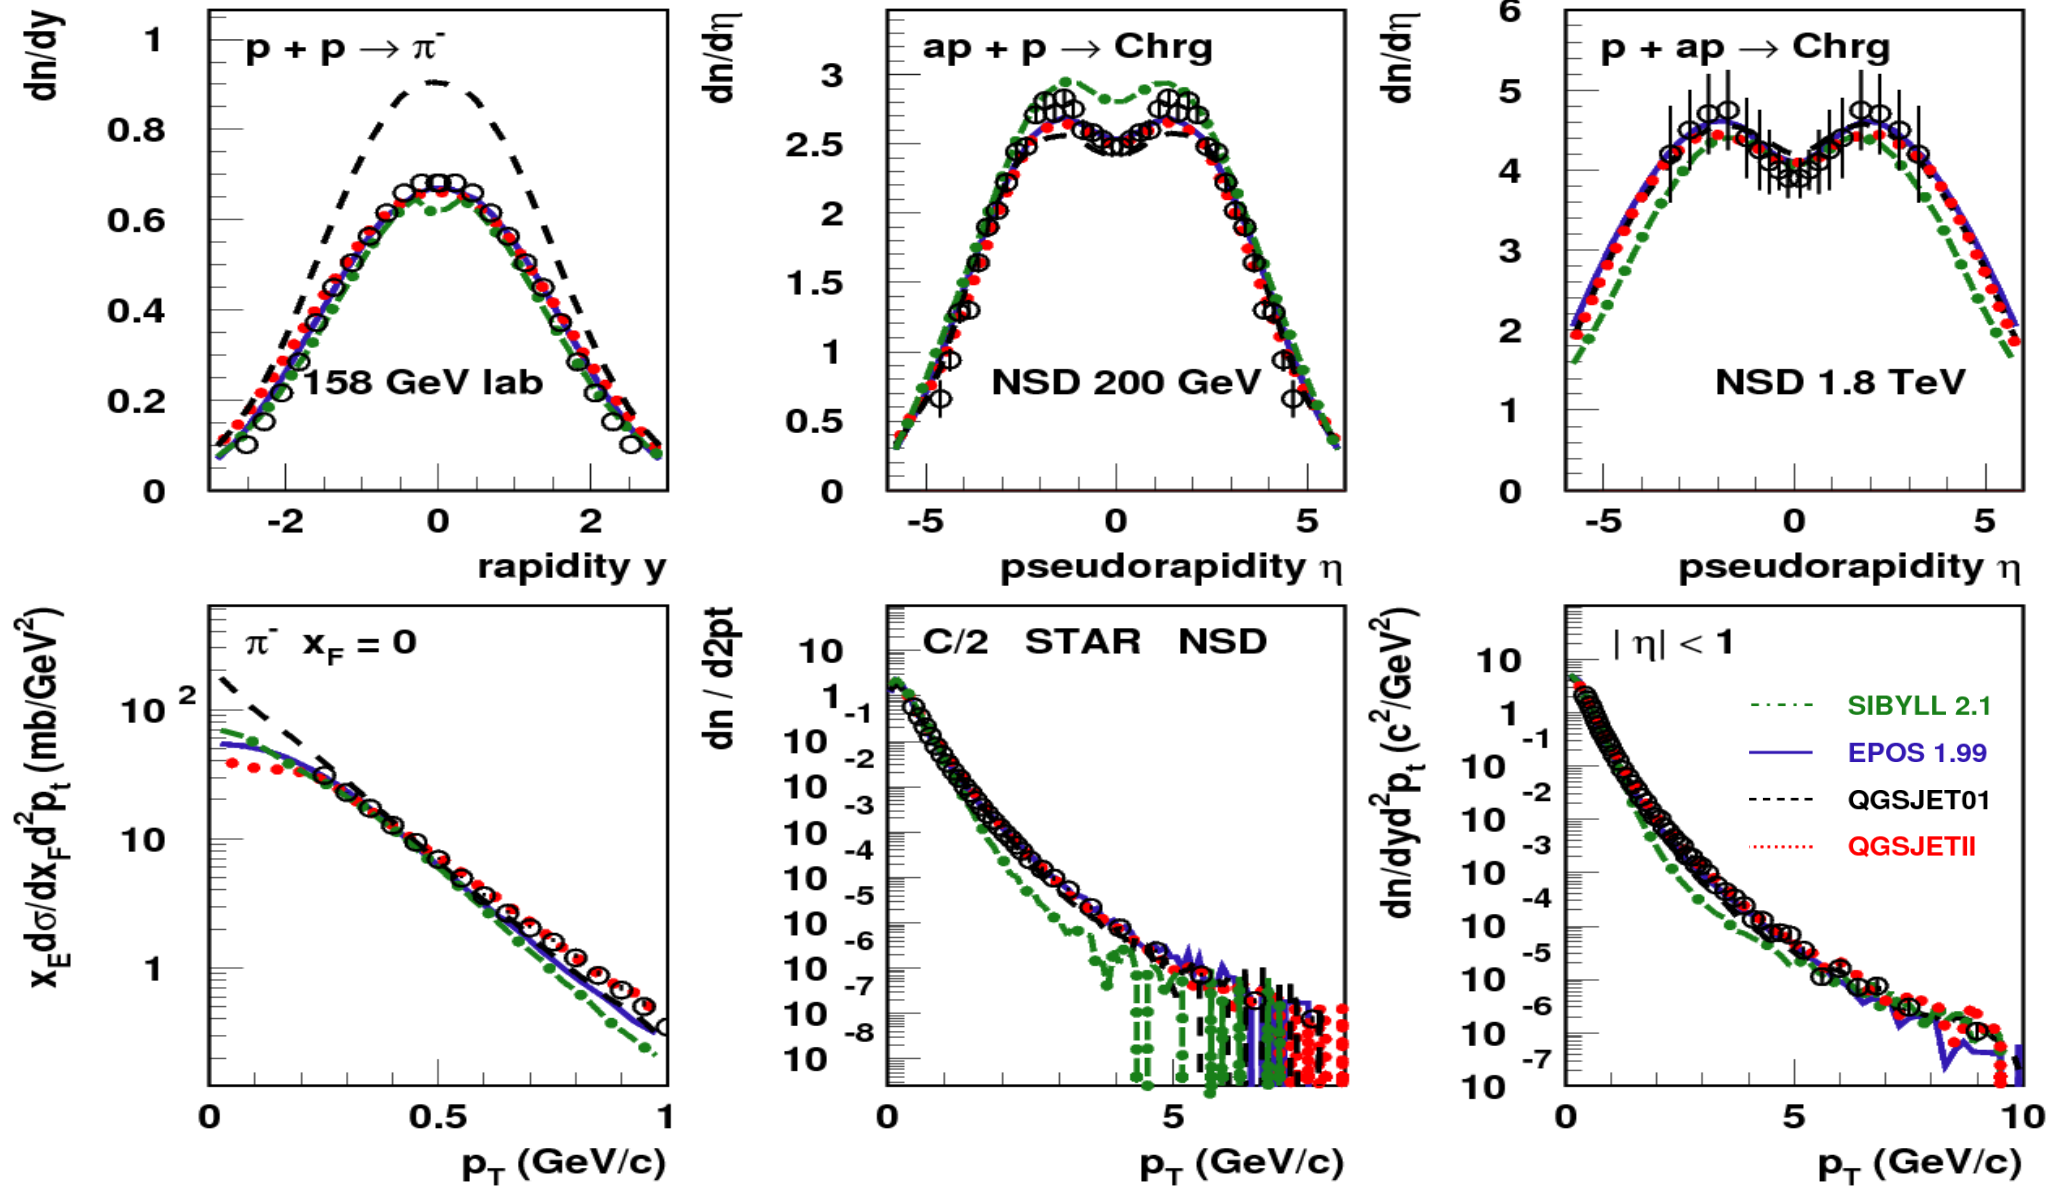 dn/dy
p + p → π⁻
1
0.8
0.6
0.4
0.2
0
158 GeV lab
-2 0 2
rapidity y
dn/dη
ap + p → Chrg
3
2.5
2
1.5
1
0.5
0
NSD 200 GeV
-5 0 5
pseudorapidity η
dn/dη
p + ap → Chrg
6
5
4
3
2
1
0
NSD 1.8 TeV
-5 0 5
pseudorapidity η
x_E dσ/dx_F d²p_t (mb/GeV²)
π⁻ x_F = 0
10 ²
10
1
0 0.5 1
p_T (GeV/c)
dn / d2pt
C/2 STAR NSD
10
1
10 -1
10 -2
10 -3
10 -4
10 -5
10 -6
10 -7
10 -8
0 5
p_T (GeV/c)
dn/dyd²p_t (c²/GeV²)
| η| < 1
10
1
10 -1
10 -2
10 -3
10 -4
10 -5
10 -6
10 -7
SIBYLL 2.1
EPOS 1.99
QGSJET01
QGSJETII
0 5 10
p_T (GeV/c)